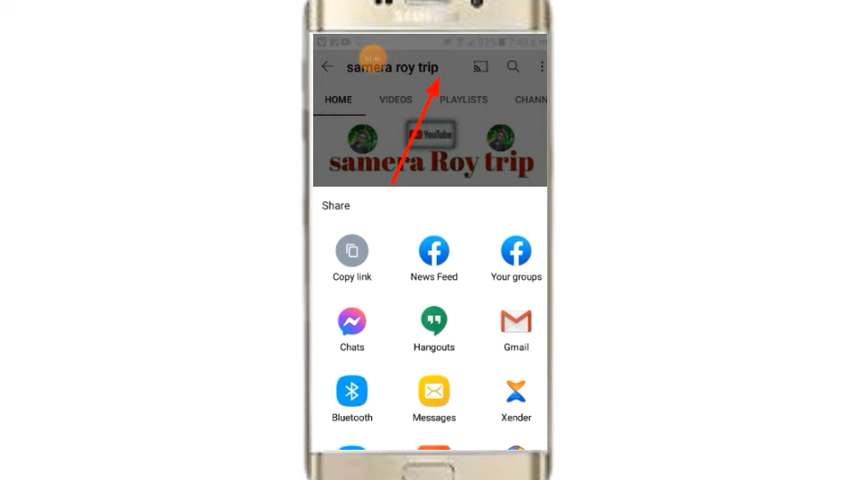 SAMSUNG
samera roy trip
HOME VIDEOS PLAYLISTS CHANN
YouTube
samera Roy trip
Share
Copy link News Feed Your groups
Chats Hangouts Gmail
Bluetooth Messages Xender